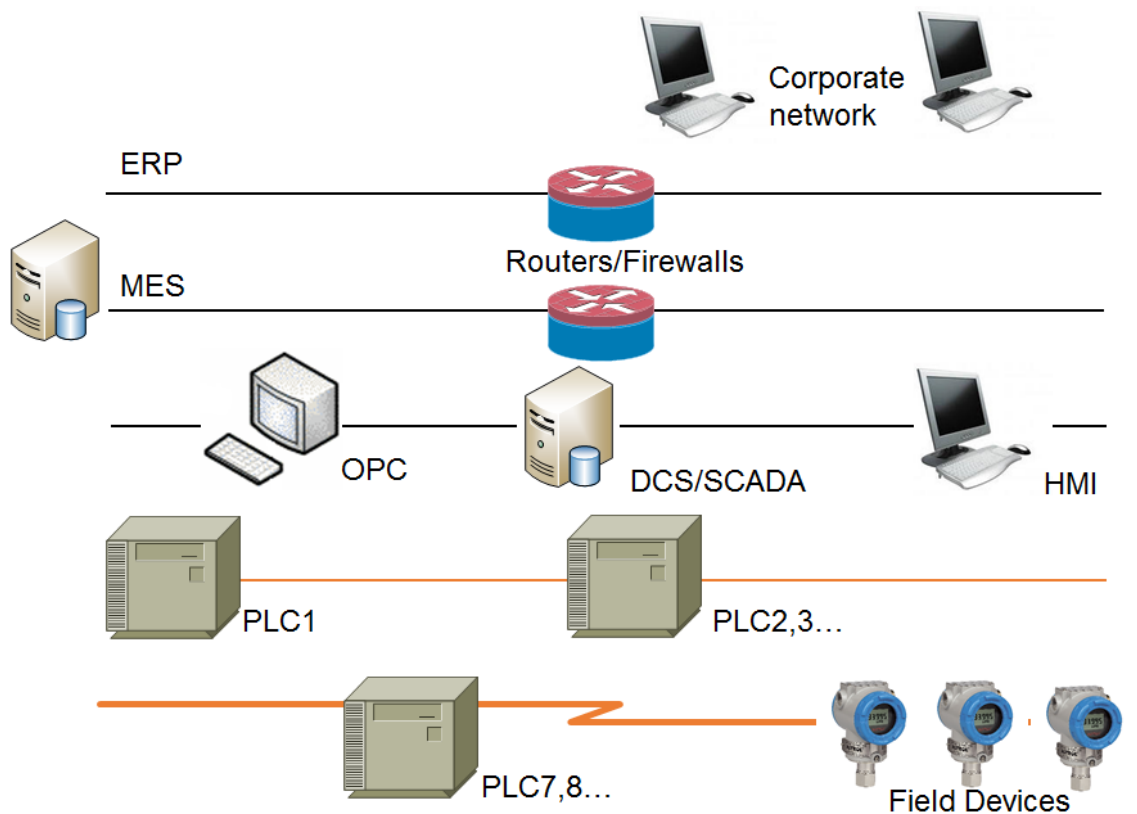 Corporate
network
ERP
Routers/Firewalls
MES
OPC
DCS/SCADA
HMI
PLC1
PLC2,3...
PLC7,8...
Field Devices